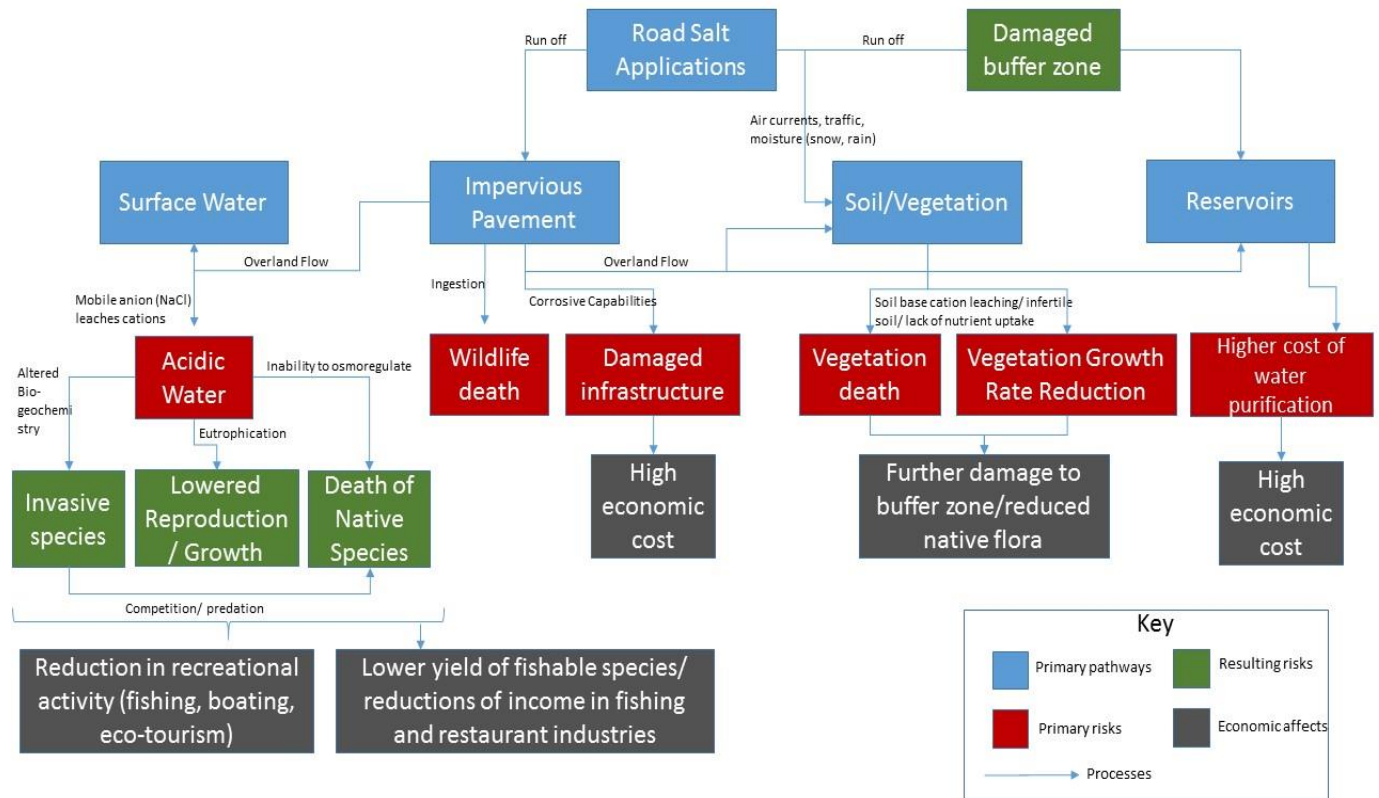 Run off
Road Salt
Applications
Run off
Damaged
buffer zone
Air currents, traffic,
moisture (snow, rain)
Surface Water
Impervious
Pavement
Soil/Vegetation
Reservoirs
Overland Flow
Overland Flow
Mobile anion (NaCl)
leaches cations
Ingestion
Corrosive Capabilities
Soil base cation leaching/ infertile
soil/ lack of nutrient uptake
Altered
Bio-
geochemi
stry
Acidic
Water
Inability to osmoregulate
Wildlife
death
Damaged
infrastructure
Vegetation
death
Vegetation Growth
Rate Reduction
Higher cost of
water
purification
Eutrophication
Invasive
species
Lowered
Reproduction
/ Growth
Death of
Native
Species
High
economic
cost
Further damage to
buffer zone/reduced
native flora
High
economic
cost
Competition/ predation
Reduction in recreational
activity (fishing, boating,
eco-tourism)
Lower yield of fishable species/
reductions of income in fishing
and restaurant industries
Key
Primary pathways
Resulting risks
Primary risks
Economic affects
Processes